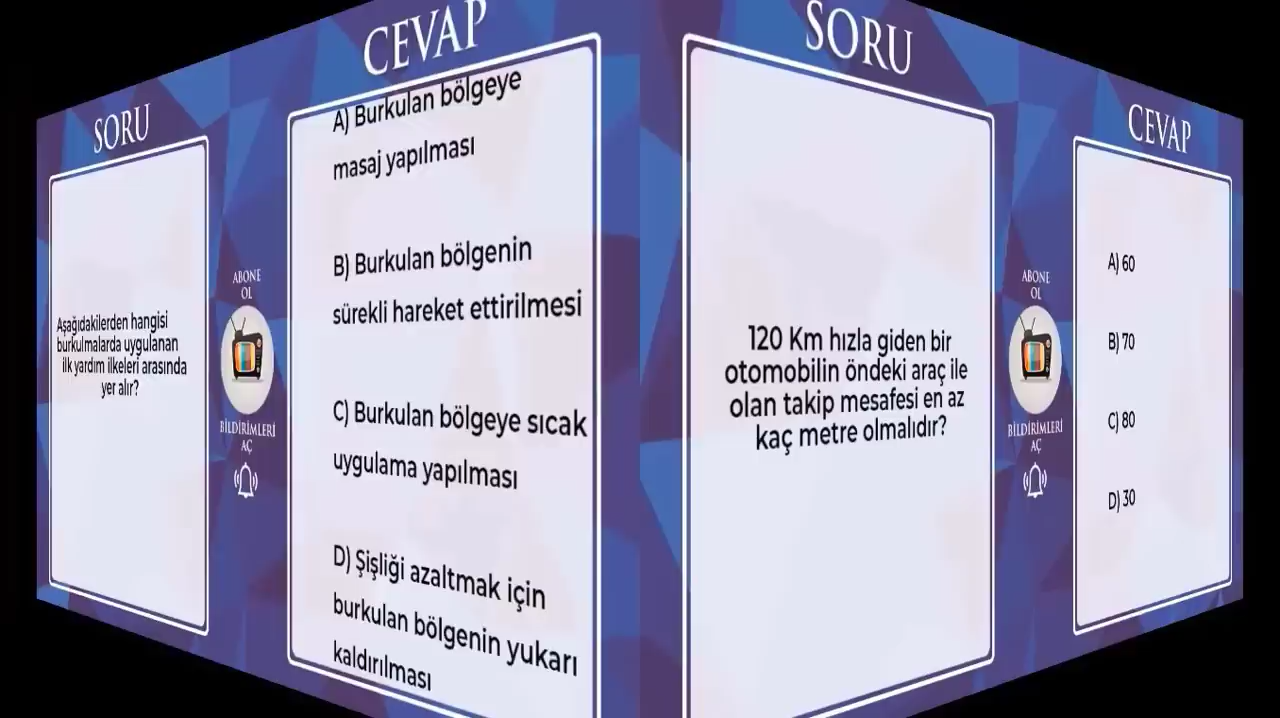 SORU
Aşağıdakilerden hangisi
burkulmalarda uygulanan
ilk yardım ilkeleri arasında
yer alır?
ABONE
OL
BİLDİRİMLERİ
AÇ
CEVAP
A) Burkulan bölgeye
masaj yapılması
B) Burkulan bölgenin
sürekli hareket ettirilmesi
C) Burkulan bölgeye sıcak
uygulama yapılması
D) Şişliği azaltmak için
burkulan bölgenin yukarı
kaldırılması
SORU
120 Km hızla giden bir
otomobilin öndeki araç ile
olan takip mesafesi en az
kaç metre olmalıdır?
ABONE
OL
BİLDİRİMLERİ
AÇ
CEVAP
A) 60
B) 70
C) 80
D) 30